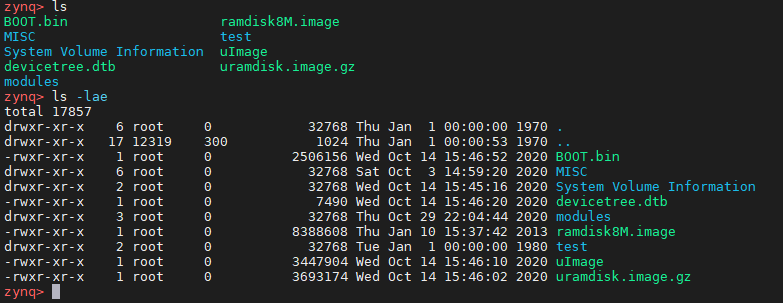 zynq> ls
BOOT.bin                   ramdisk8M.image
MISC                       test
System Volume Information  uImage
devicetree.dtb             uramdisk.image.gz
modules
zynq> ls -lae
total 17857
drwxr-xr-x    6 root     0            32768 Thu Jan  1 00:00:00 1970 .
drwxr-xr-x   17 12319    300           1024 Thu Jan  1 00:00:53 1970 ..
-rwxr-xr-x    1 root     0          2506156 Wed Oct 14 15:46:52 2020 BOOT.bin
drwxr-xr-x    6 root     0            32768 Sat Oct  3 14:59:20 2020 MISC
drwxr-xr-x    2 root     0            32768 Wed Oct 14 15:45:16 2020 System Volume Information
-rwxr-xr-x    1 root     0             7490 Wed Oct 14 15:46:20 2020 devicetree.dtb
drwxr-xr-x    3 root     0            32768 Thu Oct 29 22:04:44 2020 modules
-rwxr-xr-x    1 root     0          8388608 Thu Jan 10 15:37:42 2013 ramdisk8M.image
drwxr-xr-x    2 root     0            32768 Tue Jan  1 00:00:00 1980 test
-rwxr-xr-x    1 root     0          3447904 Wed Oct 14 15:46:10 2020 uImage
-rwxr-xr-x    1 root     0          3693174 Wed Oct 14 15:46:02 2020 uramdisk.image.gz
zynq>